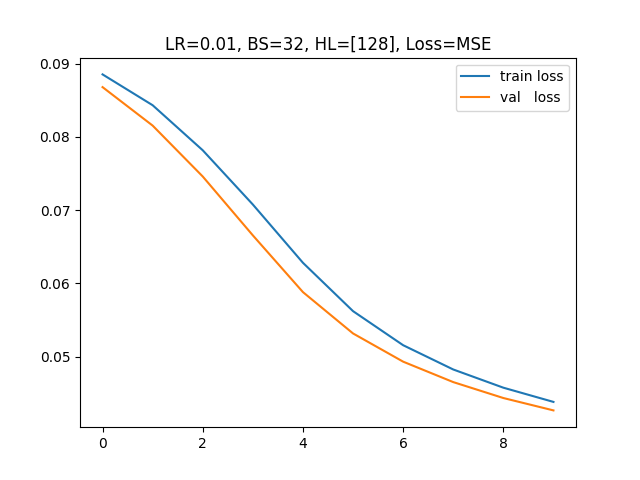 LR=0.01, BS=32, HL=[128], Loss=MSE
train loss
val   loss
0.09
0.08
0.07
0.06
0.05
0 2 4 6 8